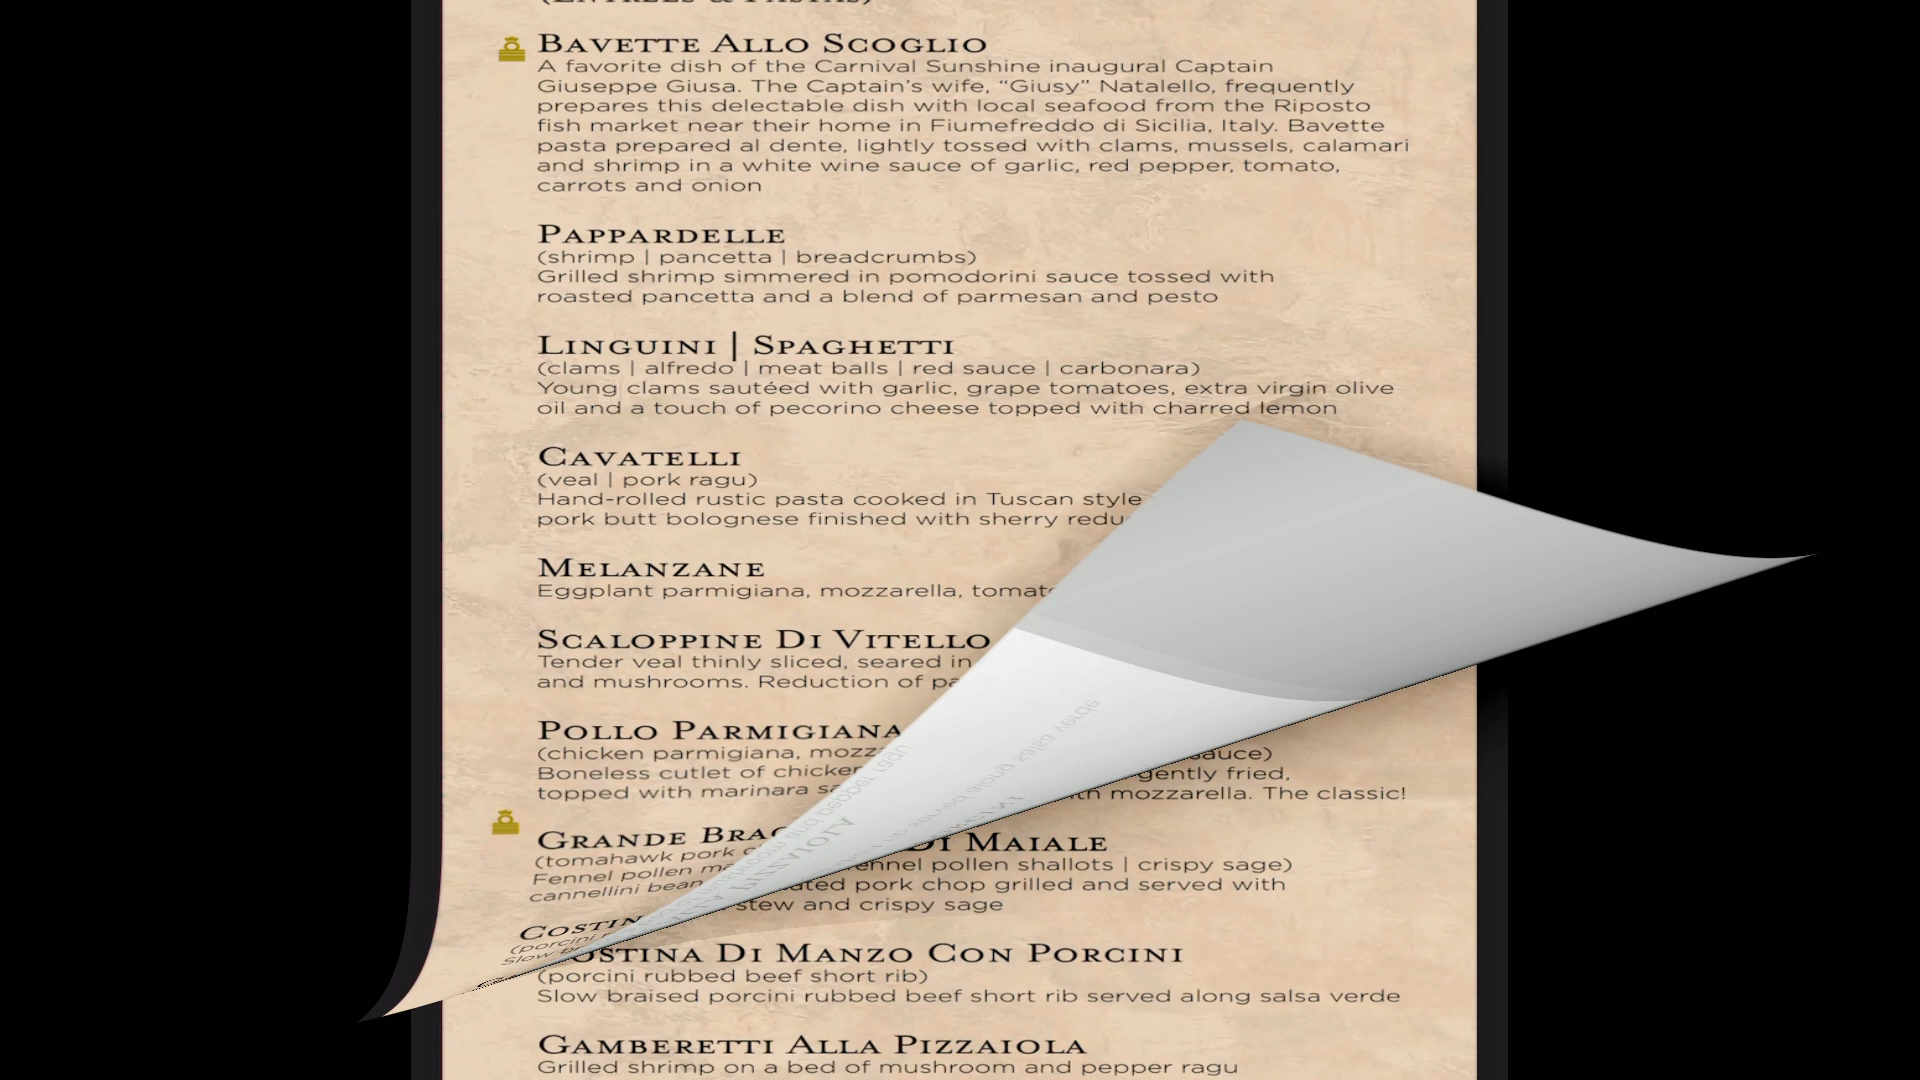 (Entrees & Pastas)
Bavette Allo Scoglio
A favorite dish of the Carnival Sunshine inaugural Captain
Giuseppe Giusa. The Captain's wife, “Giusy” Natalello, frequently
prepares this delectable dish with local seafood from the Riposto
fish market near their home in Fiumefreddo di Sicilia, Italy. Bavette
pasta prepared al dente, lightly tossed with clams, mussels, calamari
and shrimp in a white wine sauce of garlic, red pepper, tomato,
carrots and onion
Pappardelle
(shrimp | pancetta | breadcrumbs)
Grilled shrimp simmered in pomodorini sauce tossed with
roasted pancetta and a blend of parmesan and pesto
Linguini | Spaghetti
(clams | alfredo | meat balls | red sauce | carbonara)
Young clams sautéed with garlic, grape tomatoes, extra virgin olive
oil and a touch of pecorino cheese topped with charred lemon
Cavatelli
(veal | pork ragu)
Hand-rolled rustic pasta cooked in Tuscan style
pork butt bolognese finished with sherry
Melanzane
Eggplant parmigiana, mozzarella,
Scaloppine Di Vitello
Tender veal thinly sliced, seared in
and mushrooms. Reduction of
Pollo Parmigiana
(chicken parmigiana, sauce)
Boneless cutlet of chicken gently fried,
topped with marinara mozzarella. The classic!
Grande Di Maiale
(tomahawk pork fennel pollen shallots | crispy sage)
Fennel pollen pork chop grilled and served with
cannellini bean stew and crispy sage
Costina Di Manzo Con Porcini
(porcini rubbed beef short rib)
Slow braised porcini rubbed beef short rib served along salsa verde
Gamberetti Alla Pizzaiola
Grilled shrimp on a bed of mushroom and pepper ragu